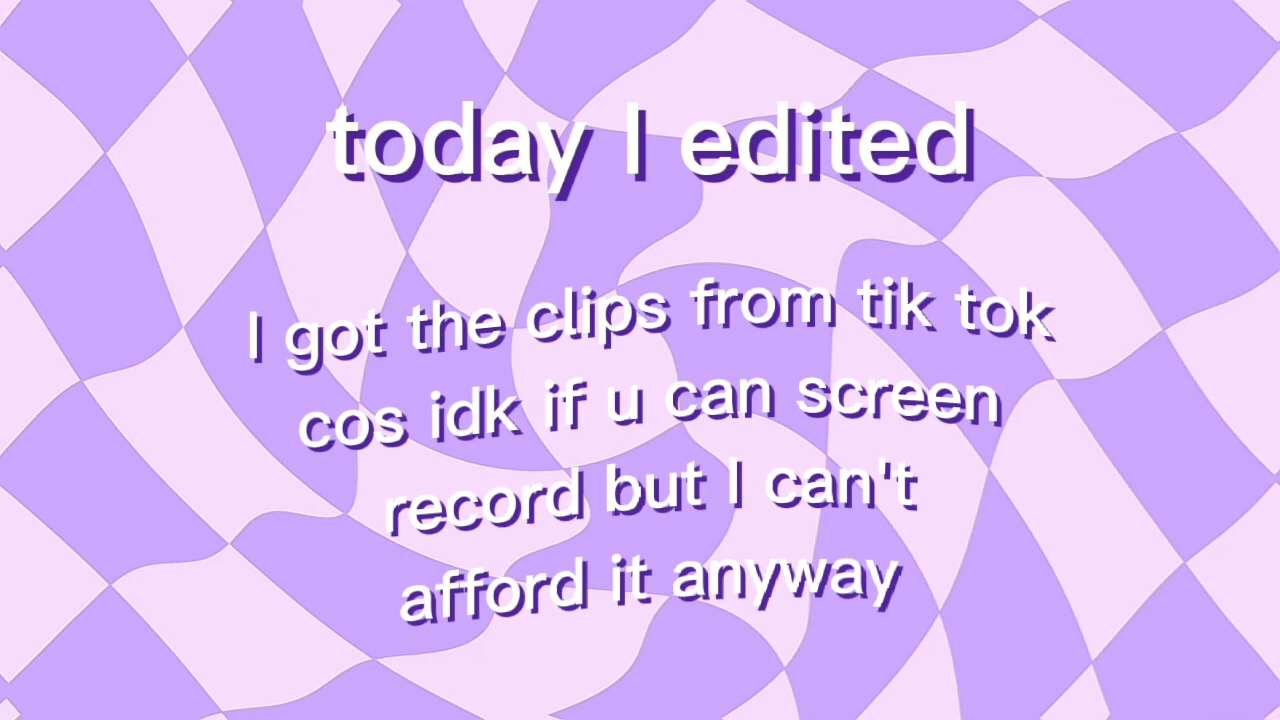 today I edited
I got the clips from tik tok
cos idk if u can screen
record but I can't
afford it anyway